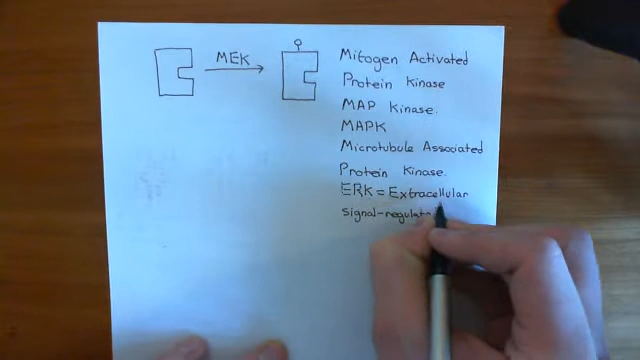 MEK
Mitogen Activated
Protein Kinase
MAP Kinase.
MAPK
Microtubule Associated
Protein Kinase.
ERK = Extracellular
signal-regulat